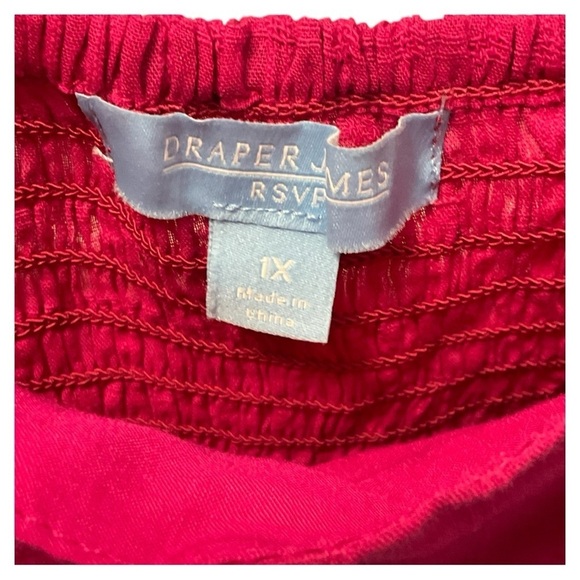 DRAPER JAMES
RSVP
1X
Made in
China